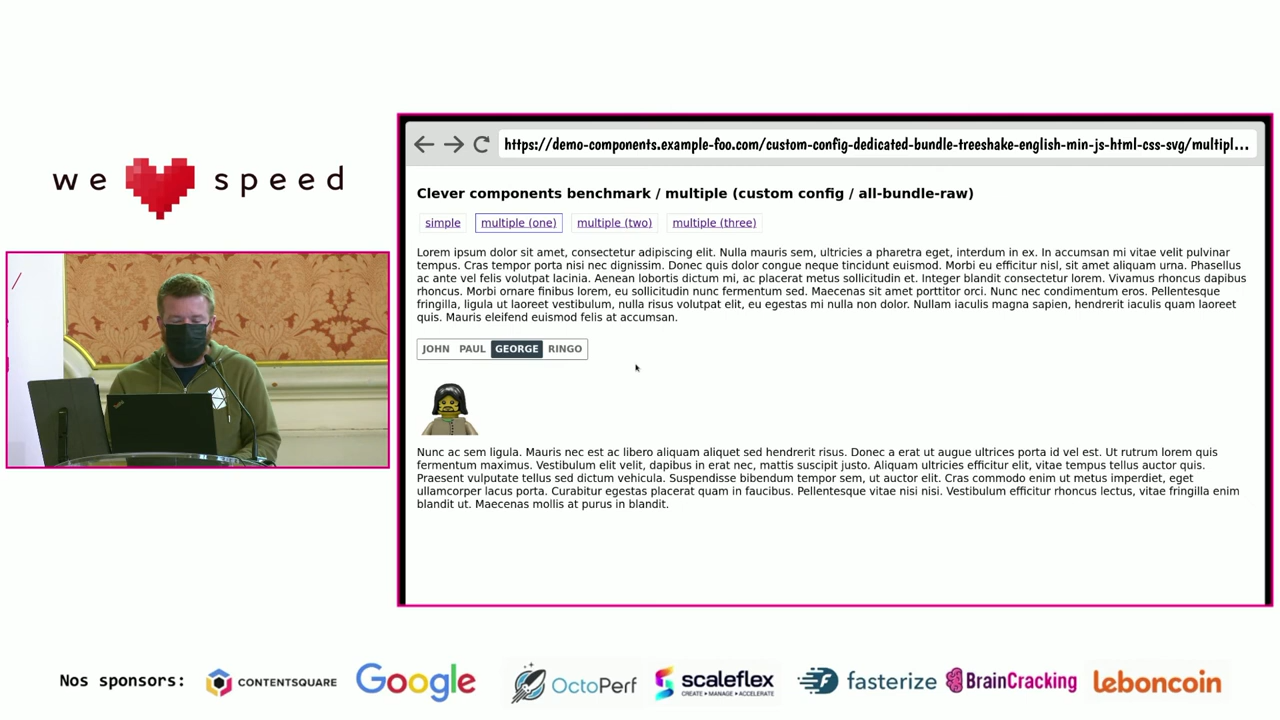 we speed
https://demo-components.example-foo.com/custom-config-dedicated-bundle-treeshake-english-min-js-html-css-svg/multipl...
Clever components benchmark / multiple (custom config / all-bundle-raw)
simple multiple (one) multiple (two) multiple (three)
Lorem ipsum dolor sit amet, consectetur adipiscing elit. Nulla mauris sem, ultricies a pharetra eget, interdum in ex. In accumsan mi vitae velit pulvinar
tempus. Cras tempor porta nisi nec dignissim. Donec quis dolor congue neque tincidunt euismod. Morbi eu efficitur nisl, sit amet aliquam urna. Phasellus
ac ante vel felis volutpat lacinia. Aenean lobortis dictum mi, ac placerat metus sollicitudin et. Integer blandit consectetur lorem. Vivamus rhoncus dapibus
rhoncus. Morbi ornare finibus lorem, eu sollicitudin nunc fermentum sed. Maecenas sit amet porttitor orci. Nunc nec condimentum eros. Pellentesque
fringilla, ligula ut laoreet vestibulum, nulla risus volutpat elit, eu egestas mi nulla non dolor. Nullam iaculis magna sapien, hendrerit iaculis quam laoreet
quis. Mauris eleifend euismod felis at accumsan.
JOHN PAUL GEORGE RINGO
Nunc ac sem ligula. Mauris nec est ac libero aliquam aliquet sed hendrerit risus. Donec a erat ut augue ultrices porta id vel est. Ut rutrum lorem quis
fermentum maximus. Vestibulum elit velit, dapibus in erat nec, mattis suscipit justo. Aliquam ultricies efficitur elit, vitae tempus tellus auctor quis.
Praesent vulputate tellus sed dictum vehicula. Suspendisse bibendum tempor sem, ut auctor elit. Cras commodo enim ut metus imperdiet, eget
ullamcorper lacus porta. Curabitur egestas placerat quam in faucibus. Pellentesque vitae nisi nisi. Vestibulum efficitur rhoncus lectus, vitae fringilla enim
blandit ut. Maecenas mollis at purus in blandit.
Nos sponsors: CONTENTSQUARE Google OctoPerf scaleflex fasterize BrainCracking leboncoin
CREATE • MANAGE • ACCELERATE